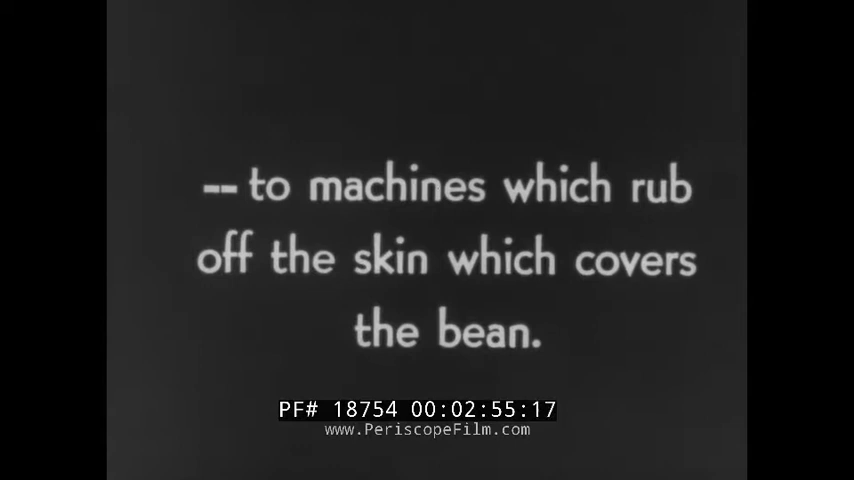 -- to machines which rub
off the skin which covers
the bean.
PF# 18754 00:02:55:17
www.PeriscopeFilm.com